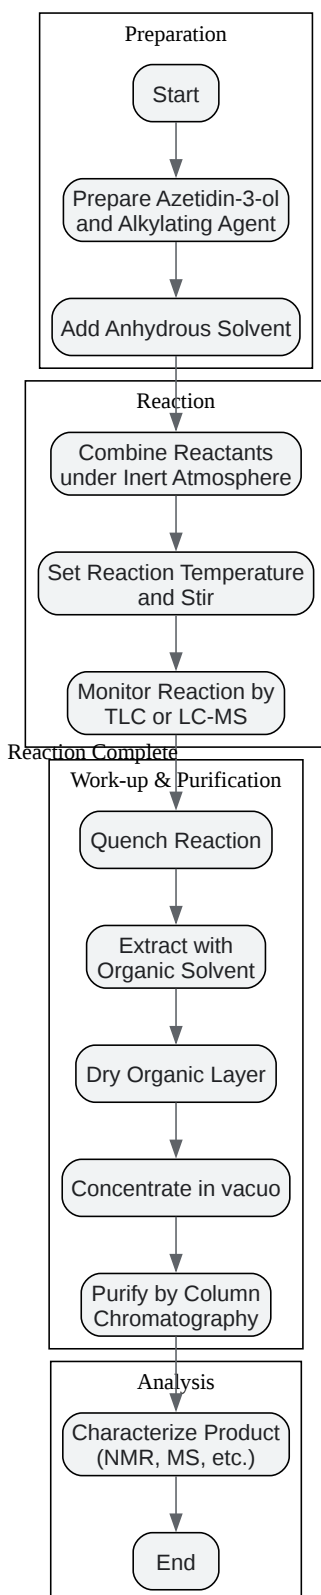 Preparation
Start
Prepare Azetidin-3-ol
and Alkylating Agent
Add Anhydrous Solvent
Reaction
Combine Reactants
under Inert Atmosphere
Set Reaction Temperature
and Stir
Monitor Reaction by
TLC or LC-MS
Reaction Complete
Work-up & Purification
Quench Reaction
Extract with
Organic Solvent
Dry Organic Layer
Concentrate in vacuo
Purify by Column
Chromatography
Analysis
Characterize Product
(NMR, MS, etc.)
End